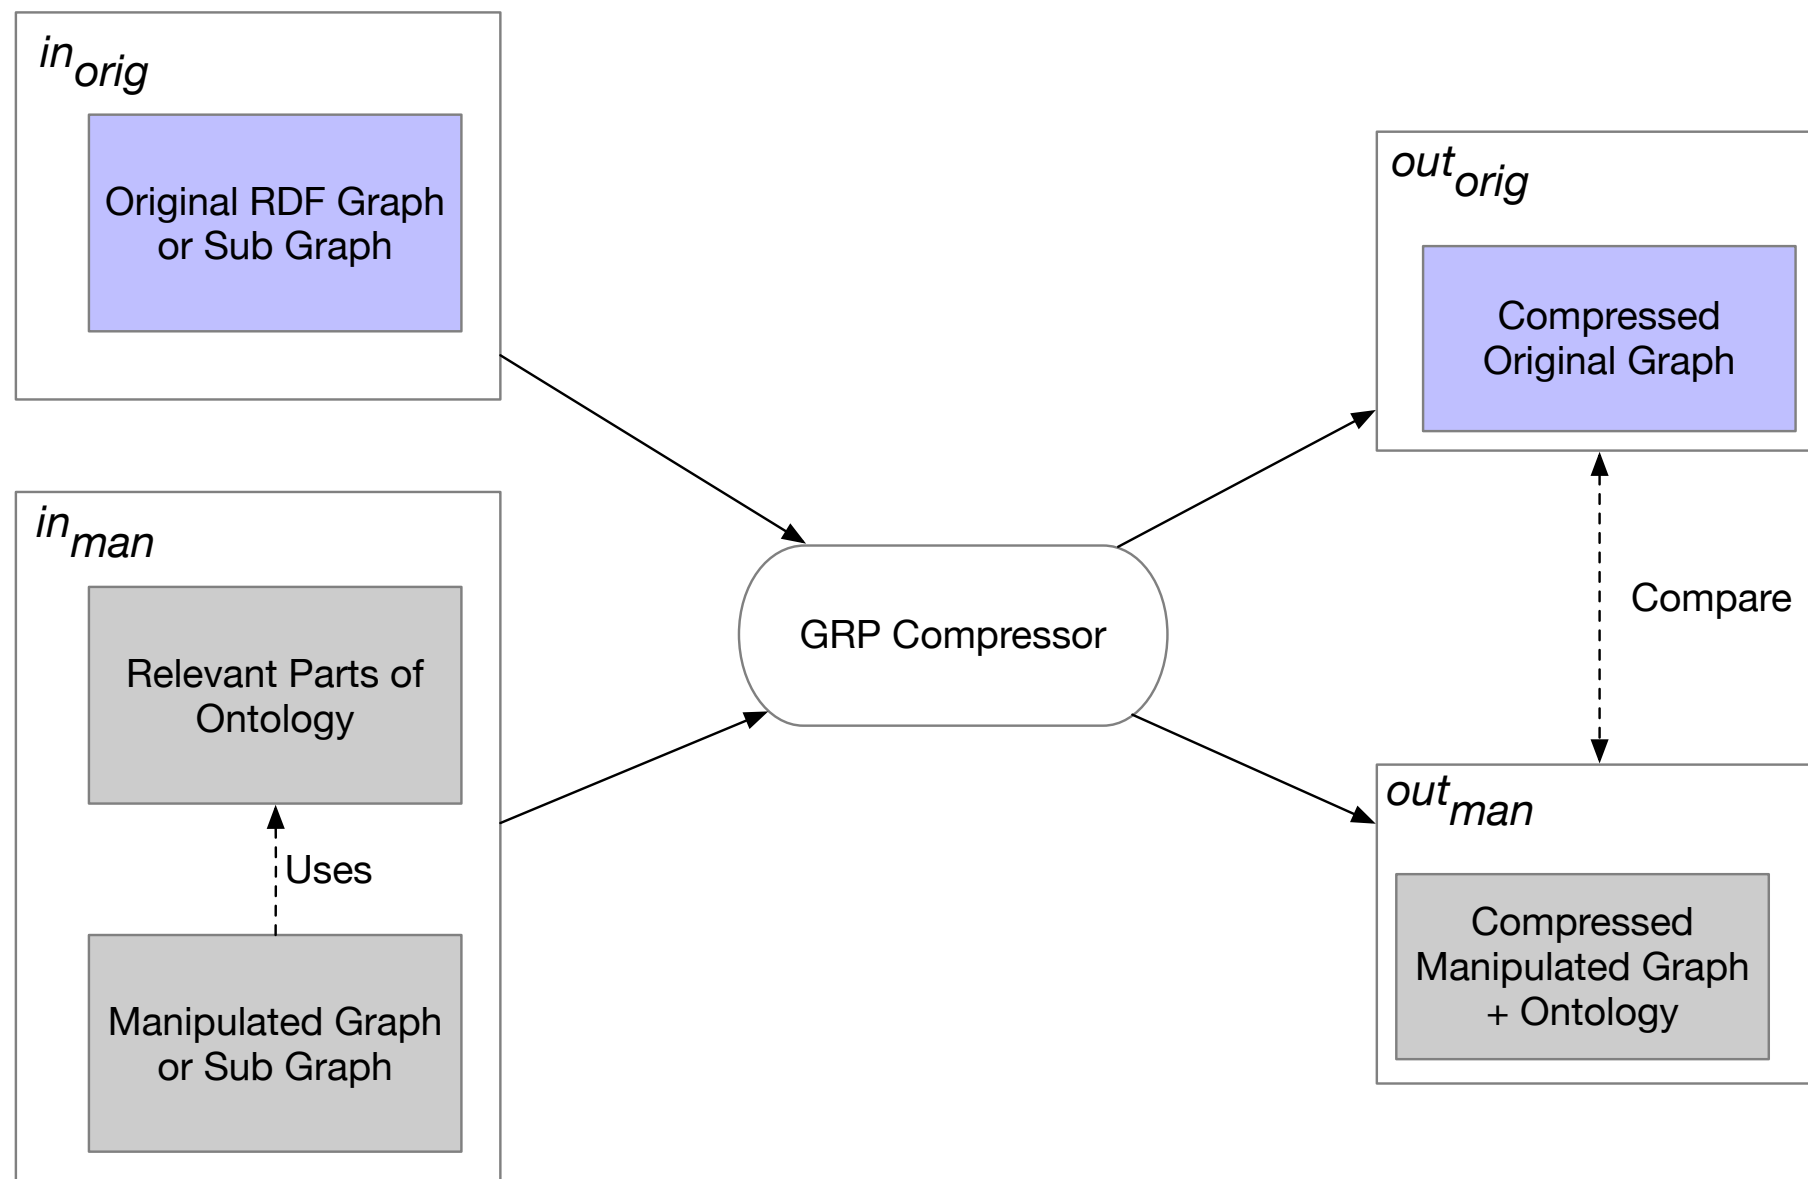 in_orig
Original RDF Graph
or Sub Graph
in_man
Relevant Parts of
Ontology
Uses
Manipulated Graph
or Sub Graph
GRP Compressor
out_orig
Compressed
Original Graph
Compare
out_man
Compressed
Manipulated Graph
+ Ontology